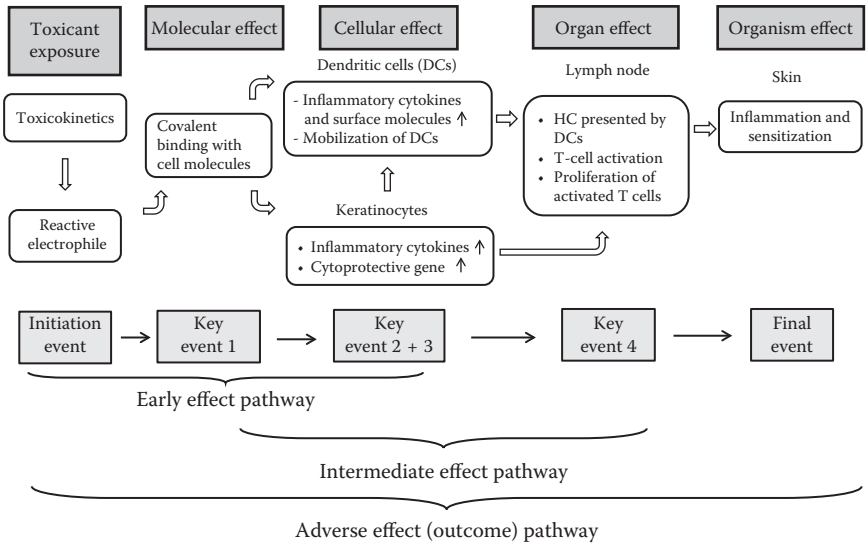 Toxicant
exposure
Molecular effect
Cellular effect
Organ effect
Organism effect
Toxicokinetics
Reactive
electrophile
Covalent
binding with
cell molecules
Dendritic cells (DCs)
- Inflammatory cytokines
and surface molecules ↑
- Mobilization of DCs
Keratinocytes
• Inflammatory cytokines ↑
• Cytoprotective gene ↑
Lymph node
• HC presented by
DCs
• T-cell activation
• Proliferation of
activated T cells
Skin
Inflammation and
sensitization
Initiation
event
Key
event 1
Key
event 2 + 3
Key
event 4
Final
event
Early effect pathway
Intermediate effect pathway
Adverse effect (outcome) pathway